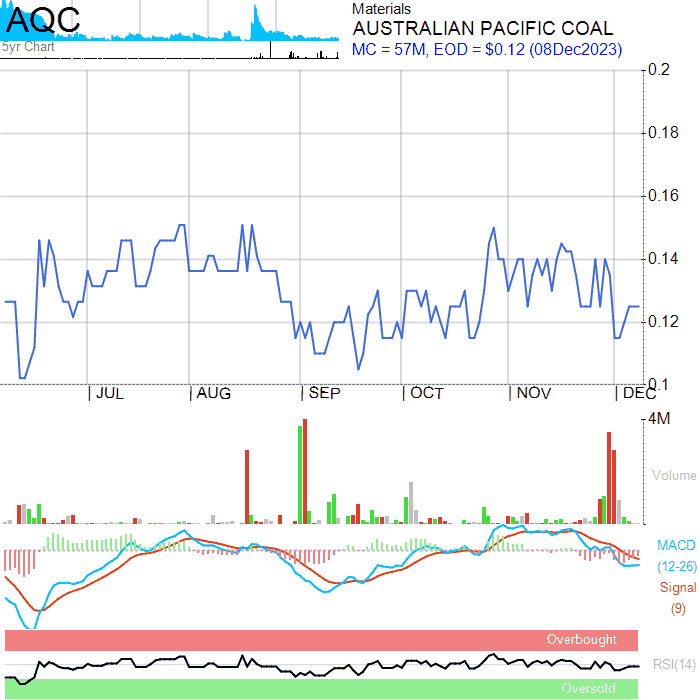 AQC
5yr Chart
Materials
AUSTRALIAN PACIFIC COAL
MC = 57M, EOD = $0.12 (08Dec2023)
0.2
0.18
0.16
0.14
0.12
0.1
JUL AUG SEP OCT NOV DEC
4M
Volume
MACD
(12-26)
Signal
(9)
Overbought
RSI(14)
Oversold